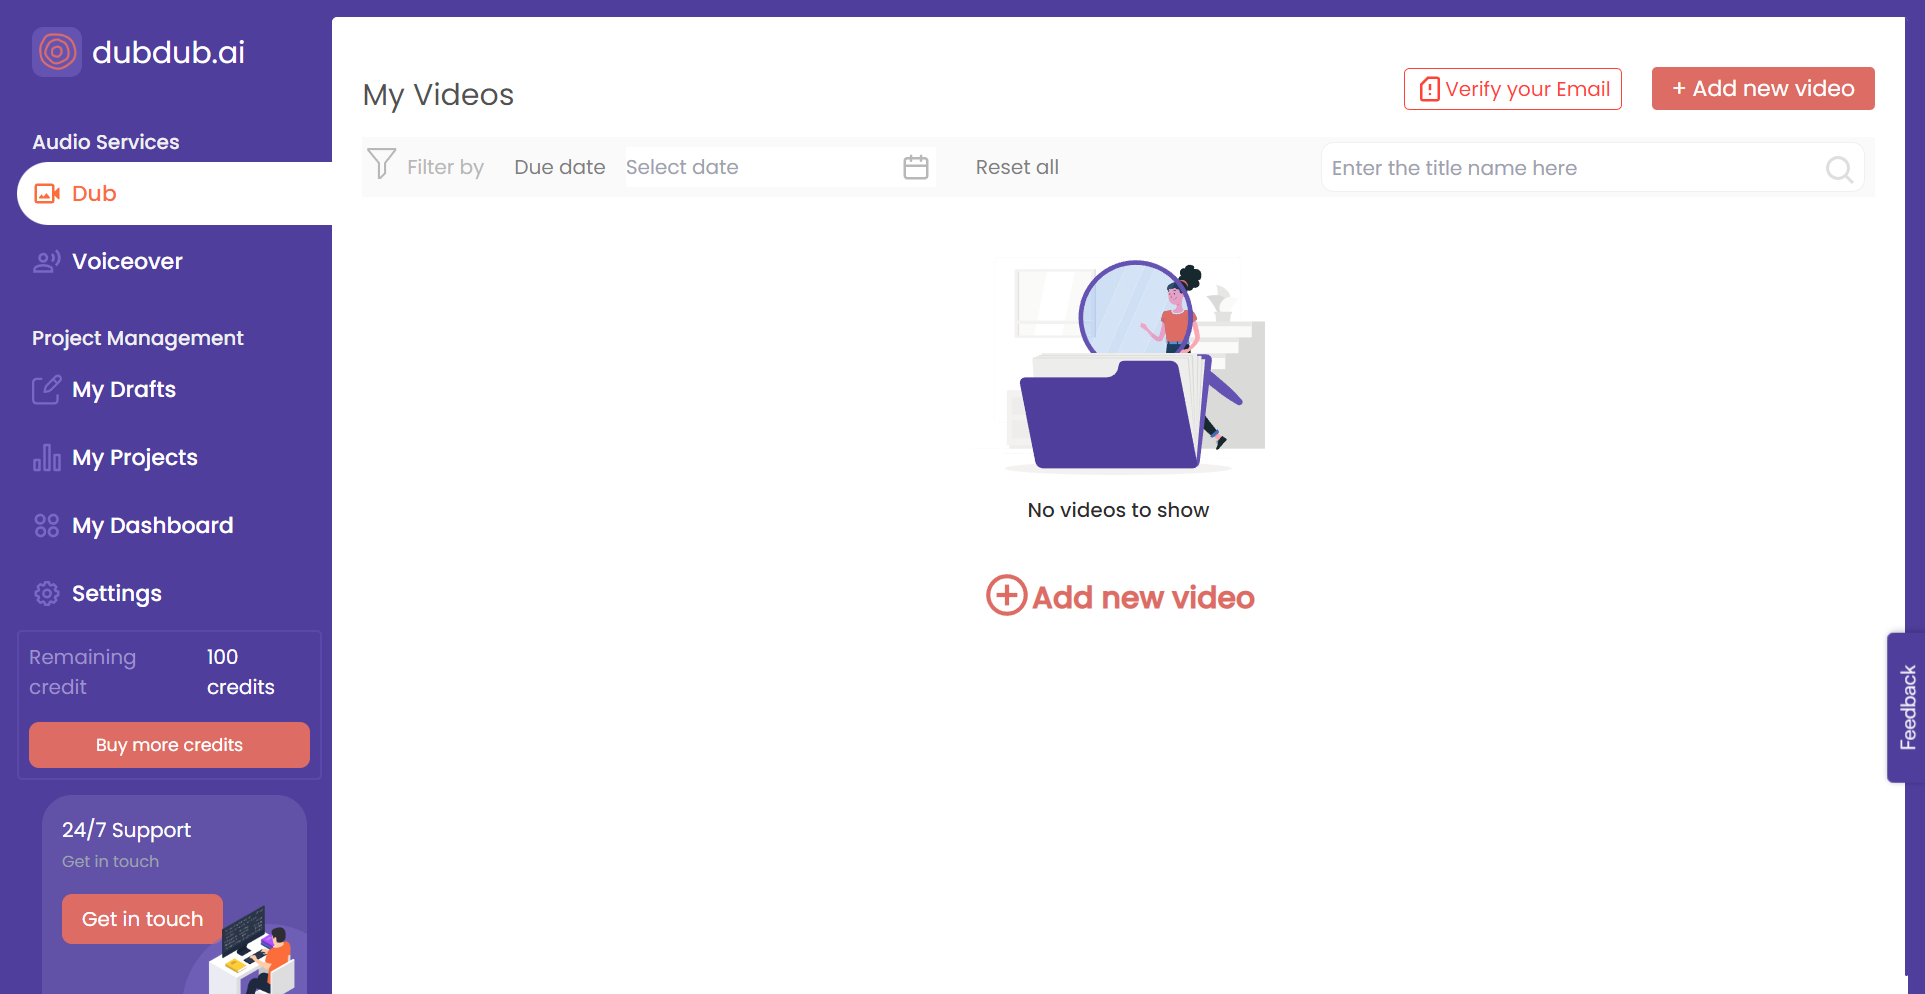 dubdub.ai
Audio Services
Dub
Voiceover
Project Management
My Drafts
My Projects
My Dashboard
Settings
Remaining credit
100 credits
Buy more credits
24/7 Support
Get in touch
Get in touch
My Videos
Verify your Email
+ Add new video
Filter by
Due date
Select date
Reset all
Enter the title name here
No videos to show
Add new video
Feedback